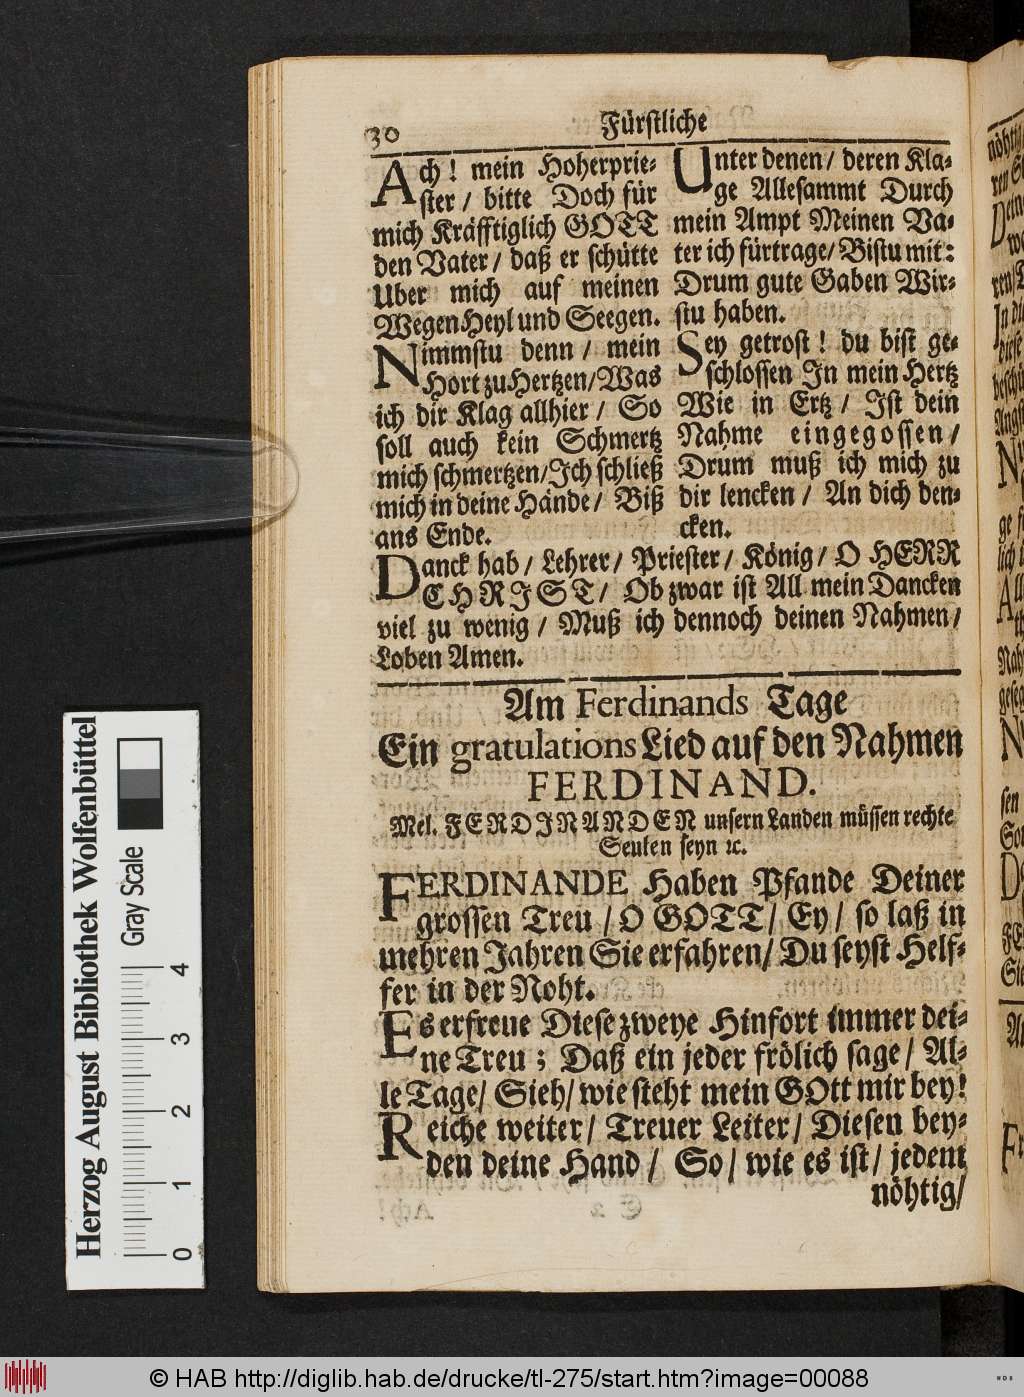 30 Fürstliche
Ach! mein Hoherprie-
ster / bitte Doch für
mich Kräfftiglich GOTT
den Vater / daß er schütte
Uber mich auf meinen
Wegen Heyl und Seegen.
Nimmstu denn / mein
Hort zu Hertzen/ Was
ich dir Klag allhier / So
soll auch kein Schmertz
mich schmertzen/ Ich schließ
mich in deine Hände / Biß
ans Ende.
Unter denen / deren Kla-
ge Allesammt Durch
mein Ampt Meinen Va-
ter ich fürtrage/ Bistu mit:
Drum gute Gaben Wir-
stu haben.
Sey getrost! du bist ge-
schlossen In mein Hertz
Wie in Ertz / Ist dein
Nahme eingegossen /
Drum muß ich mich zu
dir lencken / An dich den-
cken.
Danck hab / Lehrer / Priester / König / O HERR
CHRIST / Ob zwar ist All mein Dancken
viel zu wenig / Muß ich dennoch deinen Nahmen /
Loben Amen.
Am Ferdinands Tage
Ein gratulations Lied auf den Nahmen
FERDINAND.
Mel. FERDINANDEN unsern Landen müssen rechte
Seulen seyn ꝛc.
FERDINANDE Haben Pfande Deiner
grossen Treu / O GOTT / Ey / so laß in
mehren Jahren Sie erfahren / Du seyst Helf-
fer in der Noht.
Es erfreue Diese zweye Hinfort immer dei-
ne Treu ; Daß ein jeder frölich sage / Al-
le Tage / Sieh / wie steht mein GOtt mir bey!
Reiche weiter / Treuer Leiter / Diesen bey-
den deine Hand / So / wie es ist / jedem
nöhtig /
Herzog August Bibliothek Wolfenbüttel
Gray Scale
0 1 2 3 4
© HAB http://diglib.hab.de/drucke/tl-275/start.htm?image=00088